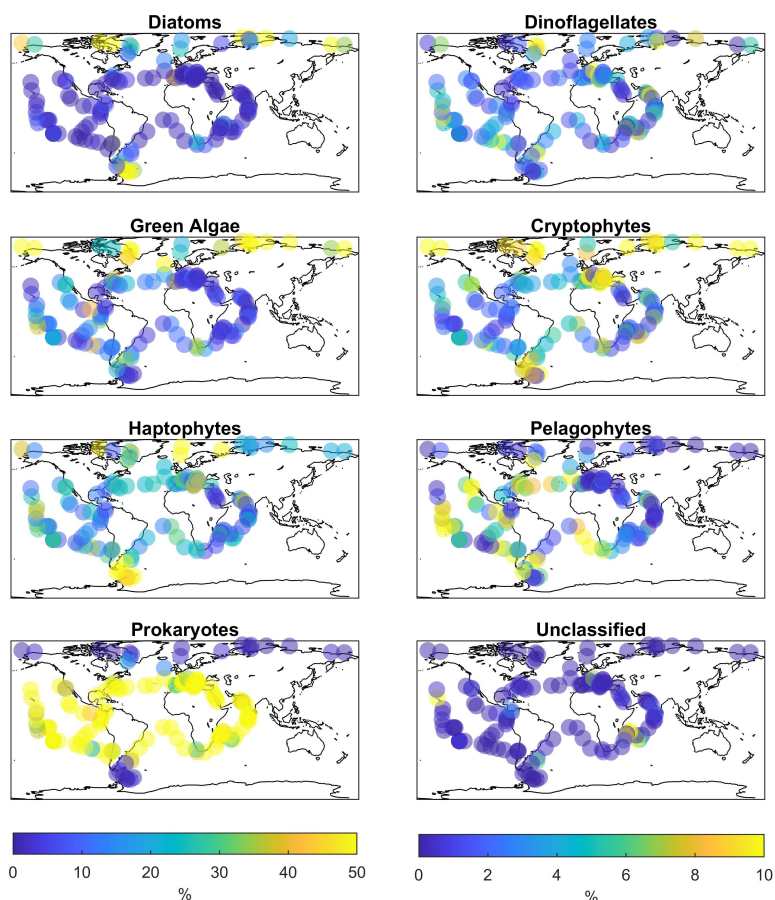 Diatoms
Dinoflagellates
Green Algae
Cryptophytes
Haptophytes
Pelagophytes
Prokaryotes
Unclassified
0 10 20 30 40 50
%
0 2 4 6 8 10
%